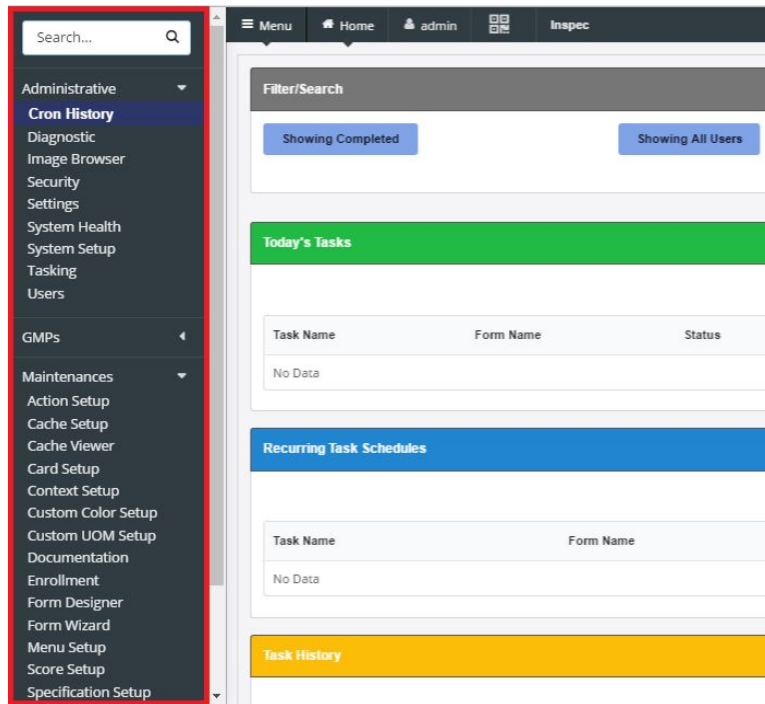 Search...
Administrative
Cron History
Diagnostic
Image Browser
Security
Settings
System Health
System Setup
Tasking
Users
GMPs
Maintenances
Action Setup
Cache Setup
Cache Viewer
Card Setup
Context Setup
Custom Color Setup
Custom UOM Setup
Documentation
Enrollment
Form Designer
Form Wizard
Menu Setup
Score Setup
Specification Setup
Menu Home admin Inspec
Filter/Search
Showing Completed Showing All Users
Today's Tasks
Task Name Form Name Status
No Data
Recurring Task Schedules
Task Name Form Name
No Data
Task History